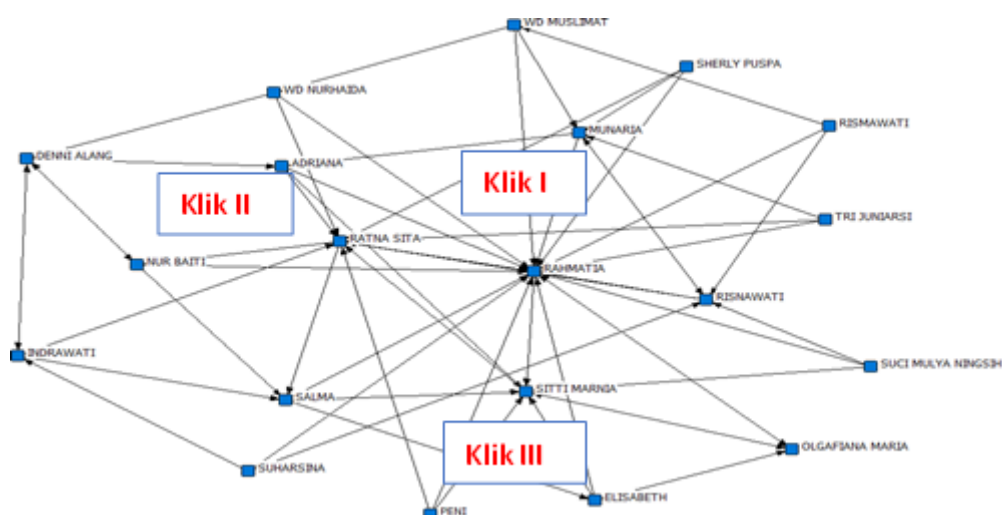 WD MUSLIMAT
SHERLY PUSPA
WD NURHAIDA
RISMAWATI
MUNARIA
DENNI ALANG
ADRIANA
Klik I
Klik II
TRI JUNIARSI
RATNA SITA
NUR BAITI
RAHMATIA
RISNAWATI
INDRAWATI
SUCI MULYA NINGSIH
SITTI MARNIA
SALMA
OLGAFIANA MARIA
Klik III
SUHARSINA
ELISABETH
PENI